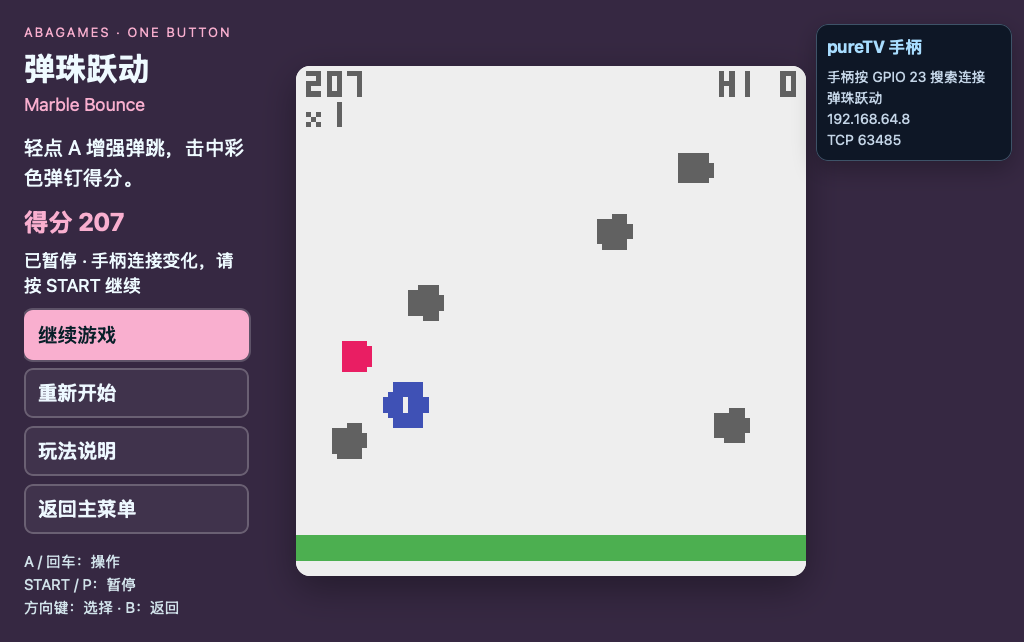 ABAGAMES · ONE BUTTON
弹珠跃动
Marble Bounce
轻点 A 增强弹跳，击中彩
色弹钉得分。
得分 207
已暂停 · 手柄连接变化，请
按 START 继续
继续游戏
重新开始
玩法说明
返回主菜单
A / 回车：操作
START / P：暂停
方向键：选择 · B：返回
207
HI 0
x1
pureTV 手柄
手柄按 GPIO 23 搜索连接
弹珠跃动
192.168.64.8
TCP 63485